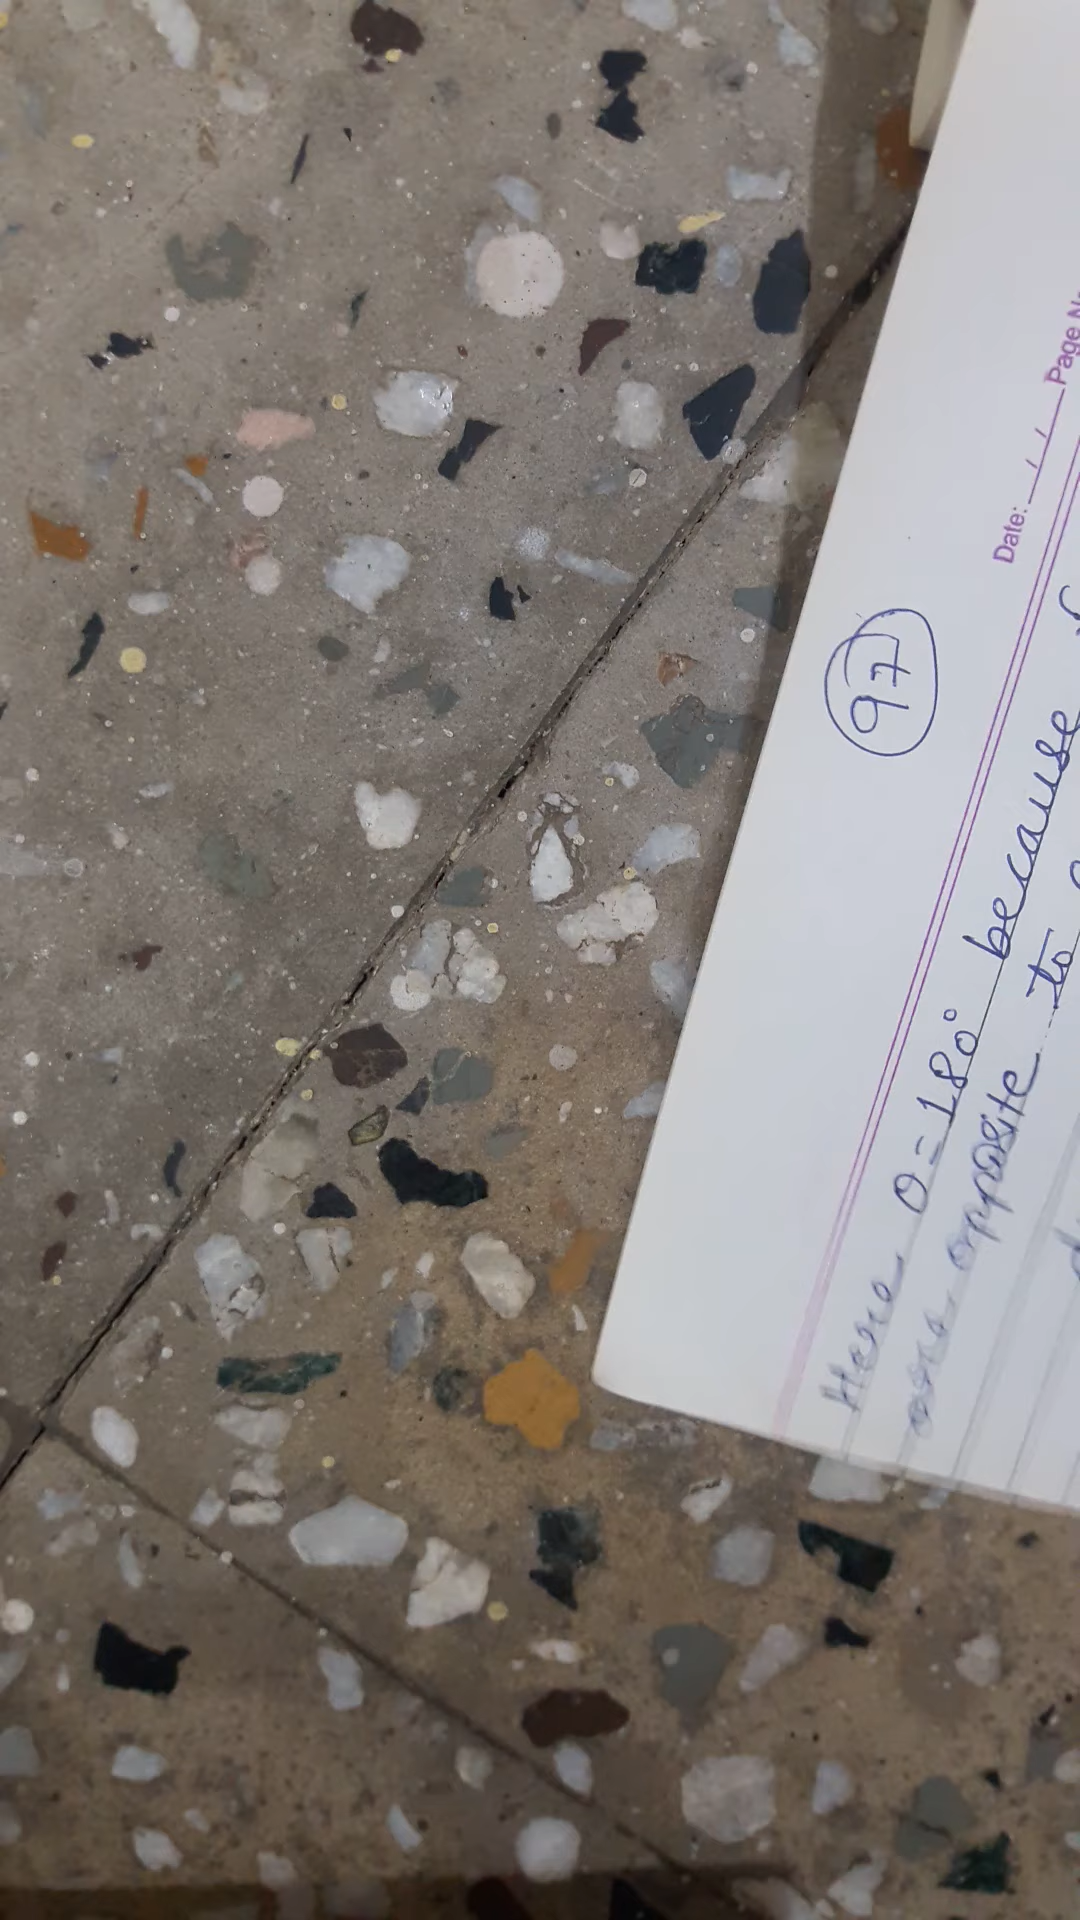 Date: / / Page N
97
Here θ = 180° because f
are opposite to